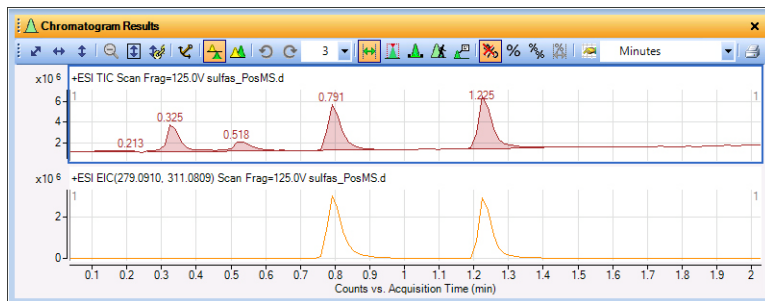 Chromatogram Results
3 Minutes
x10 6 +ESI TIC Scan Frag=125.0V sulfas_PosMS.d
1 1
6
4
2
0.213 0.325 0.518 0.791 1.225
x10 6 +ESI EIC(279.0910, 311.0809) Scan Frag=125.0V sulfas_PosMS.d
1 1
2
0
0.1 0.2 0.3 0.4 0.5 0.6 0.7 0.8 0.9 1 1.1 1.2 1.3 1.4 1.5 1.6 1.7 1.8 1.9 2
Counts vs. Acquisition Time (min)